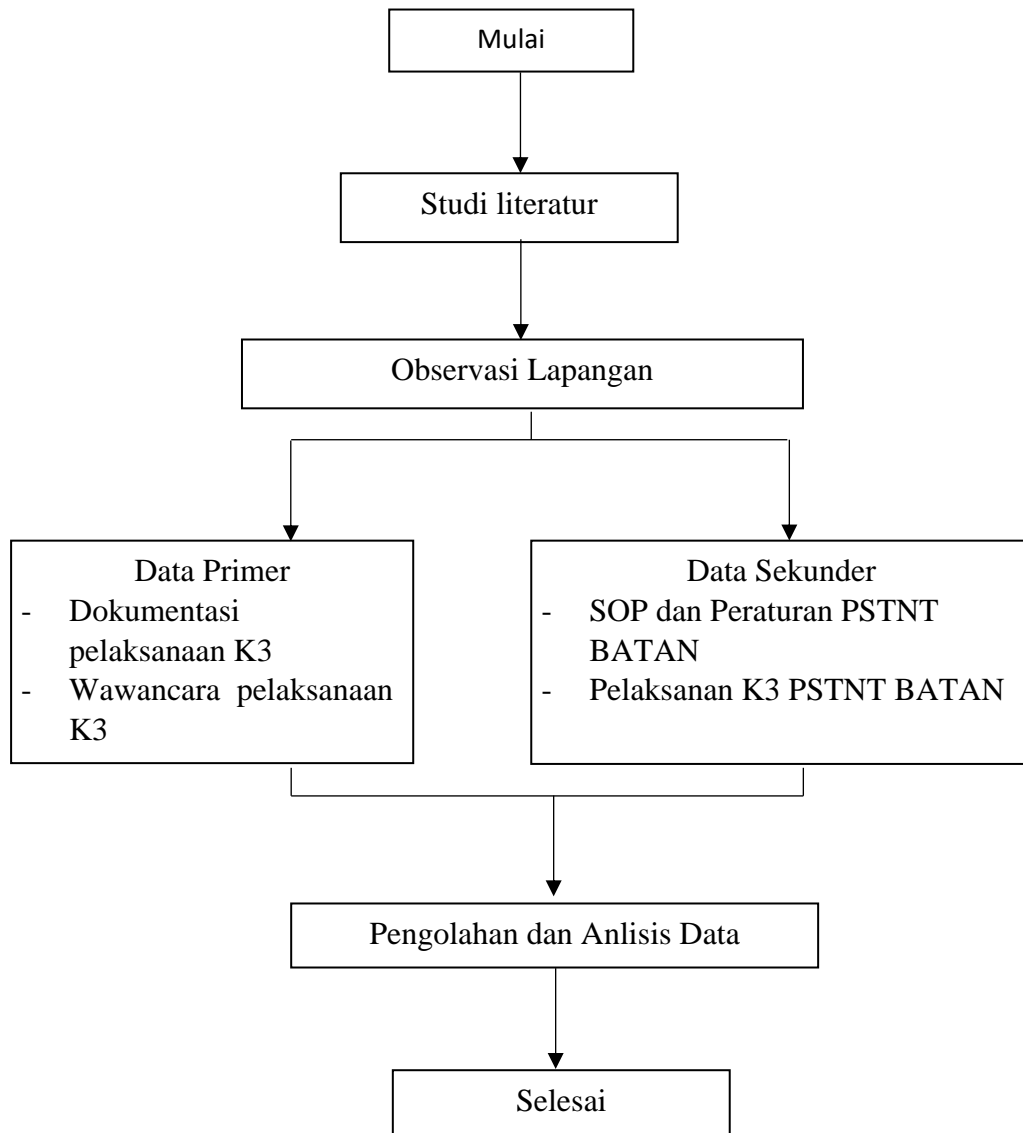 Mulai
Studi literatur
Observasi Lapangan
Data Primer
- Dokumentasi
pelaksanaan K3
- Wawancara pelaksanaan
K3
Data Sekunder
- SOP dan Peraturan PSTNT
BATAN
- Pelaksanan K3 PSTNT BATAN
Pengolahan dan Anlisis Data
Selesai